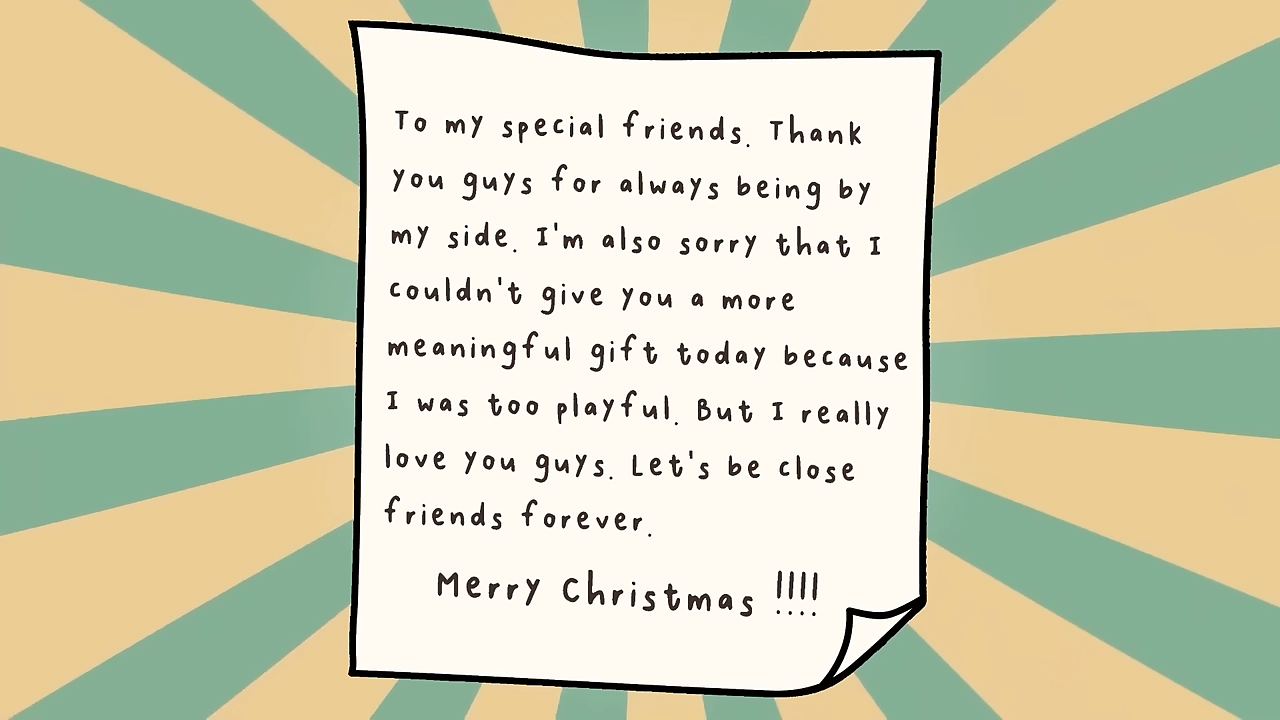 To my special friends. Thank
you guys for always being by
my side. I'm also sorry that I
couldn't give you a more
meaningful gift today because
I was too playful. But I really
love you guys. Let's be close
friends forever.
Merry Christmas !!!!